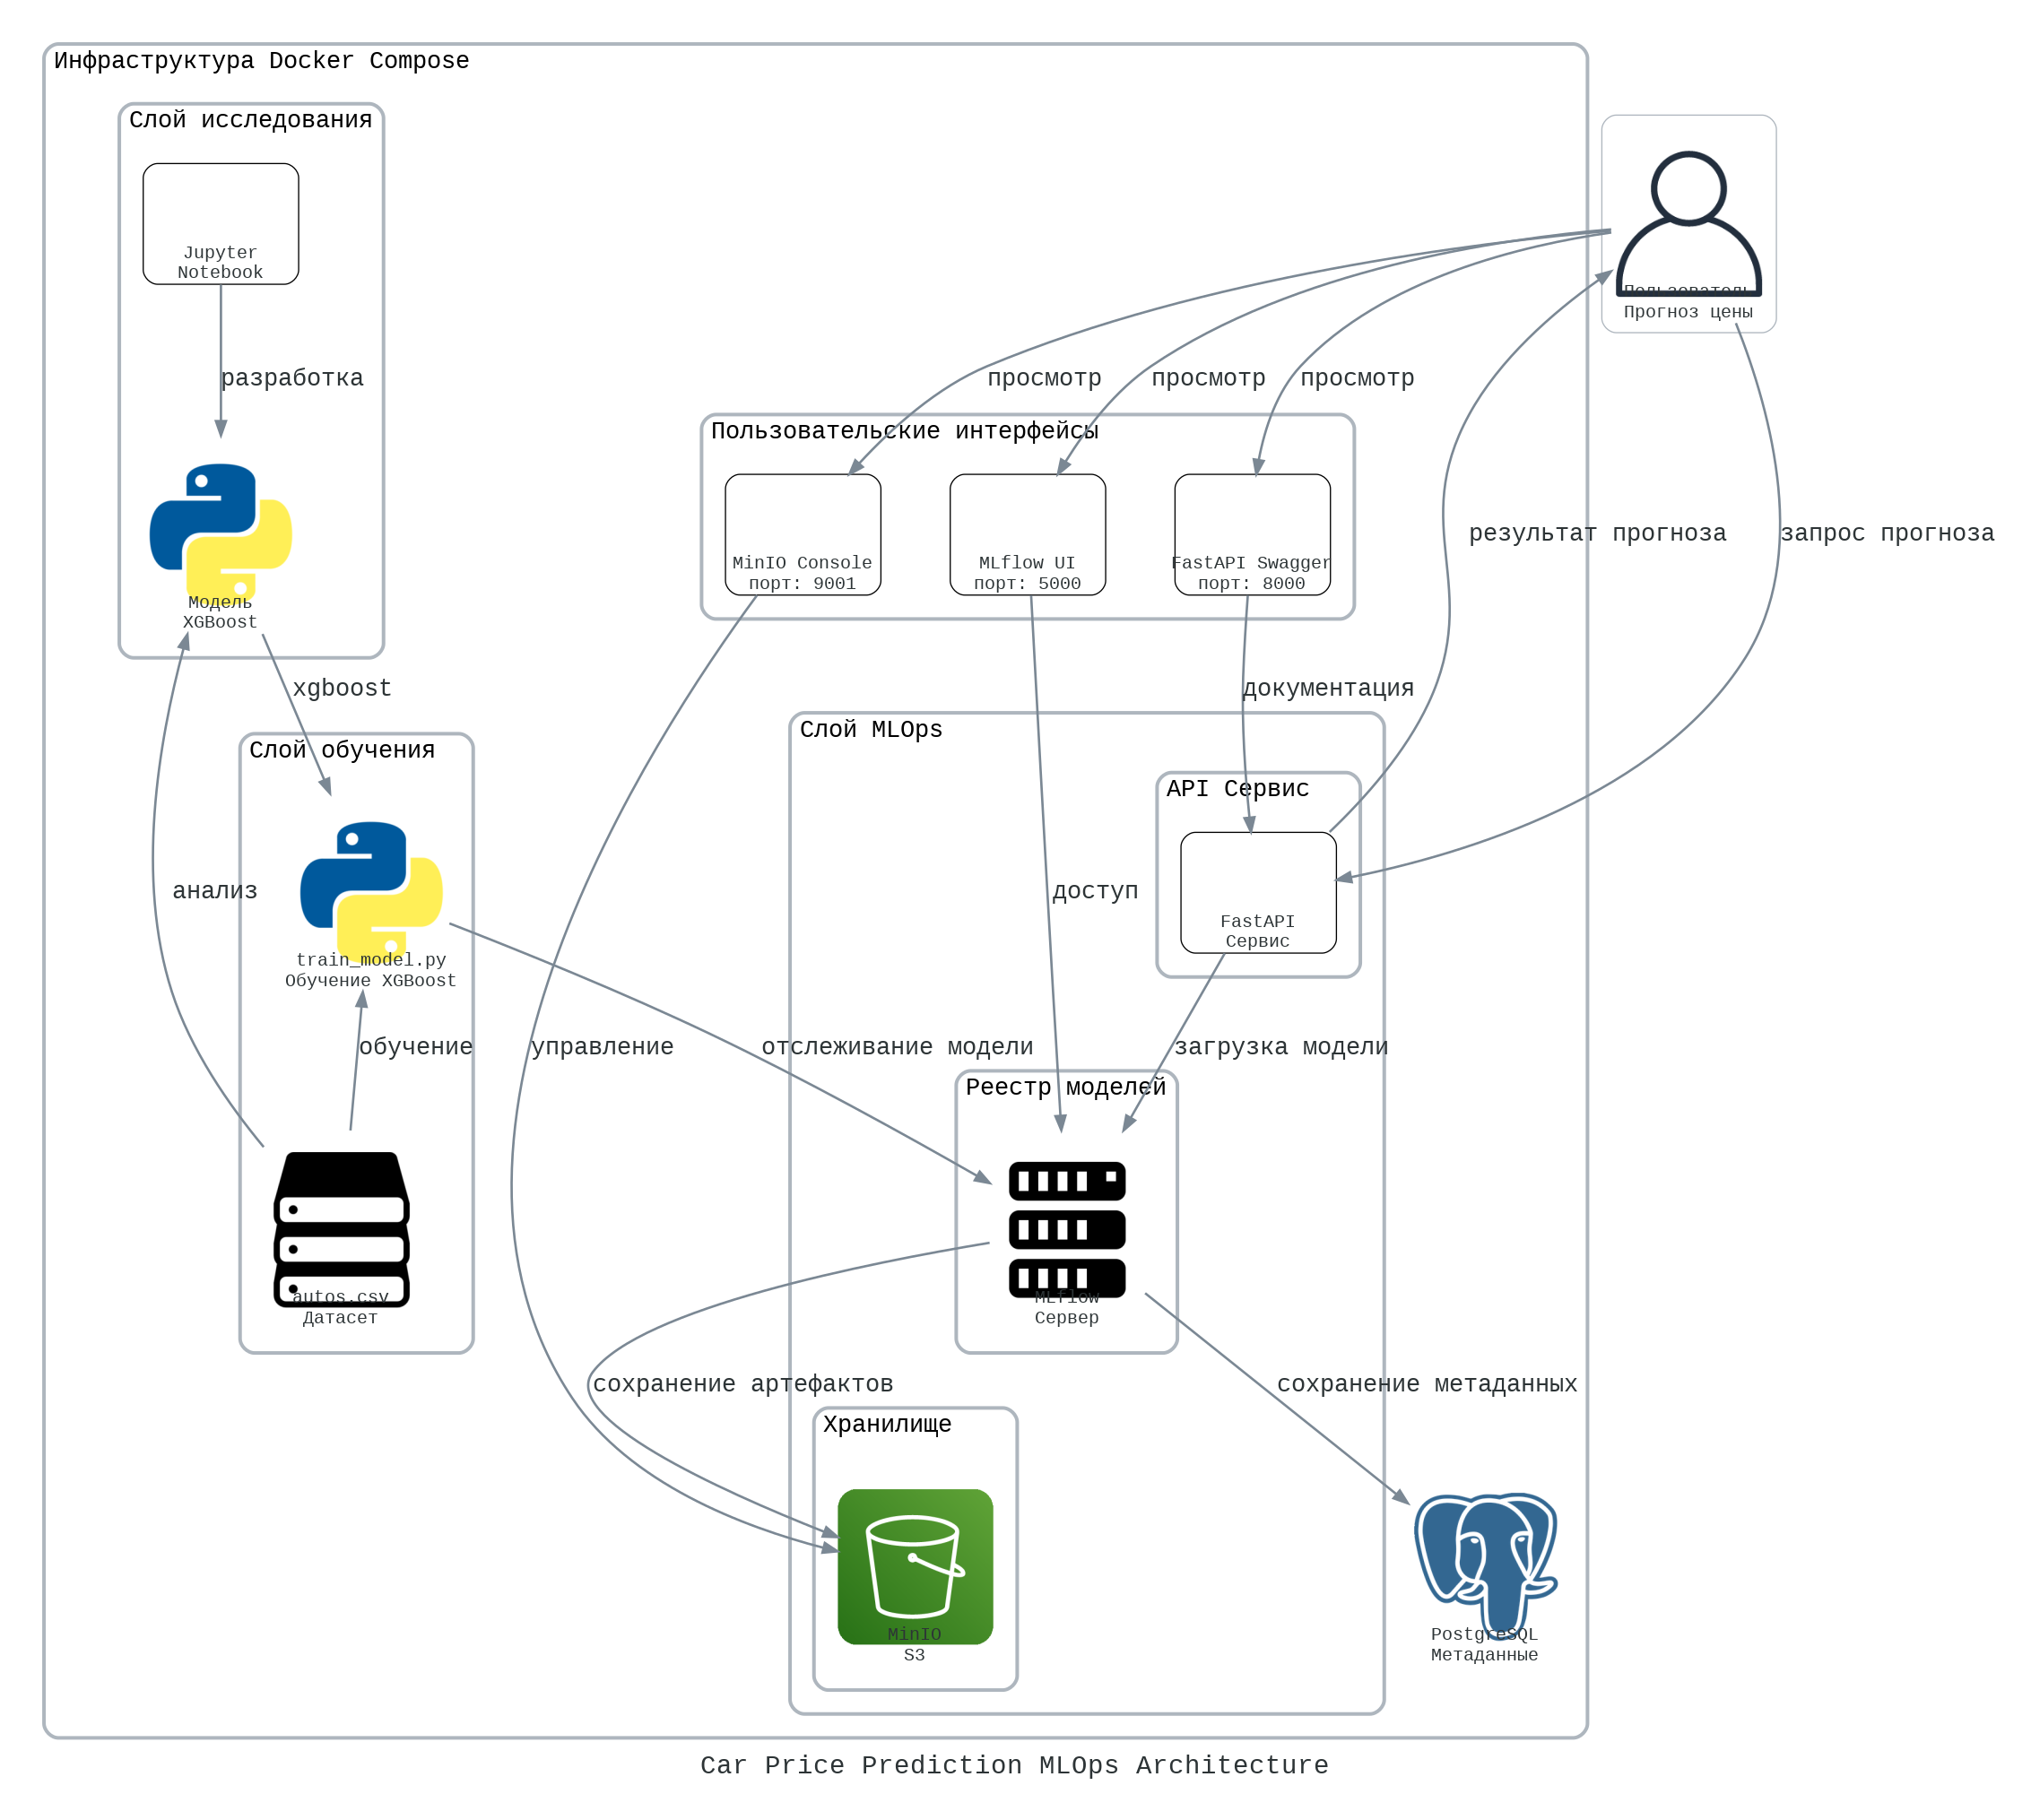 Инфраструктура Docker Compose
Слой исследования
Jupyter
Notebook
разработка
Модель
XGBoost
xgboost
анализ
Слой обучения
train_model.py
Обучение XGBoost
обучение
autos.csv
Датасет
Пользователь
Прогноз цены
просмотр
просмотр
просмотр
Пользовательские интерфейсы
MinIO Console
порт: 9001
MLflow UI
порт: 5000
FastAPI Swagger
порт: 8000
результат прогноза
запрос прогноза
документация
Слой MLOps
API Сервис
FastAPI
Сервис
доступ
управление
отслеживание модели
загрузка модели
Реестр моделей
MLflow
Сервер
сохранение артефактов
сохранение метаданных
Хранилище
MinIO
S3
PostgreSQL
Метаданные
Car Price Prediction MLOps Architecture